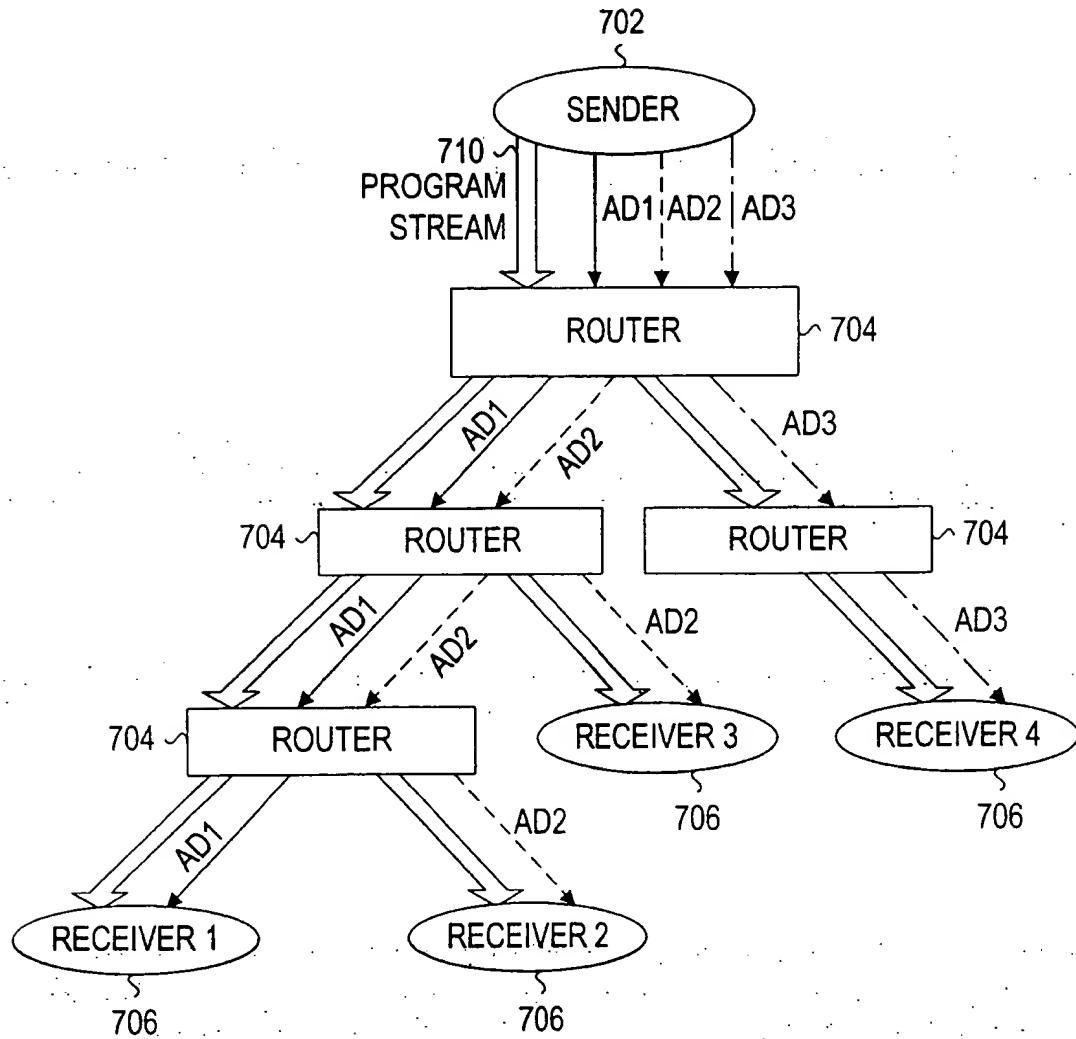 702
SENDER
710
PROGRAM
STREAM
AD1
AD2
AD3
ROUTER
704
AD1
AD2
AD3
704
ROUTER
ROUTER
704
AD1
AD2
AD2
AD3
704
ROUTER
RECEIVER 3
RECEIVER 4
706
706
AD1
AD2
RECEIVER 1
RECEIVER 2
706
706